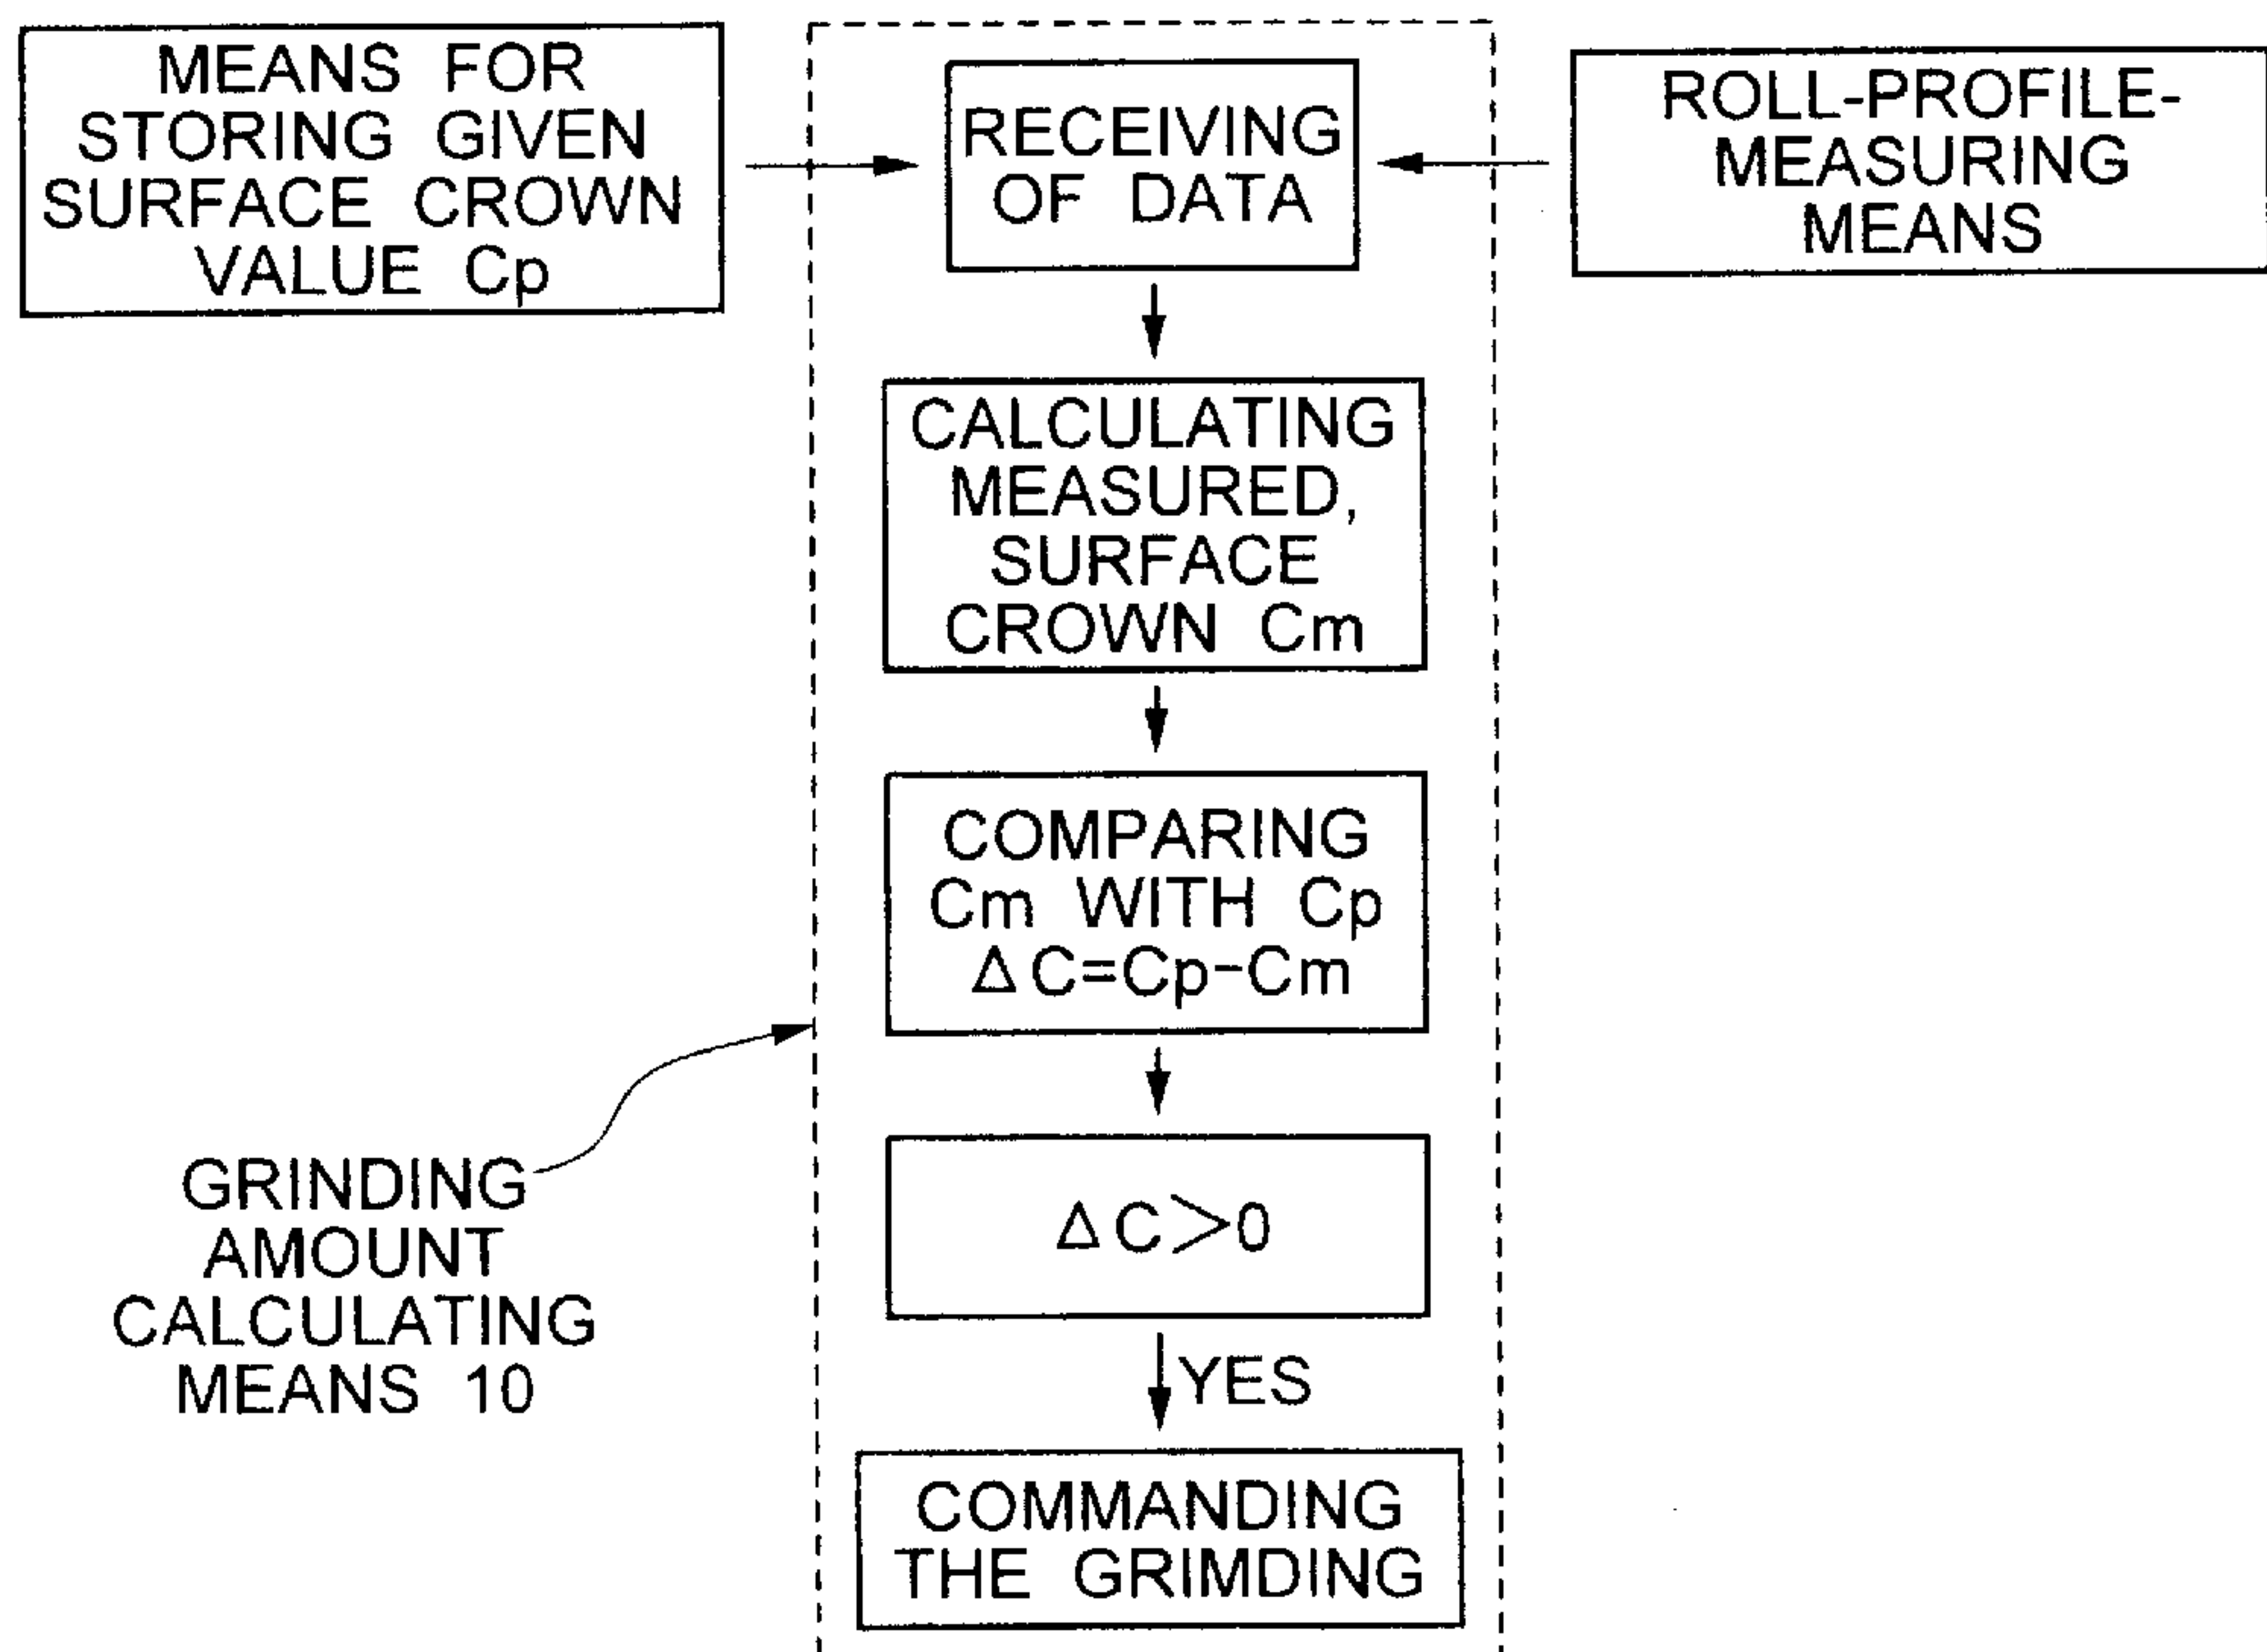 MEANS FOR
STORING GIVEN
SURFACE CROWN
VALUE Cp
RECEIVING
OF DATA
ROLL-PROFILE-
MEASURING
MEANS
CALCULATING
MEASURED,
SURFACE
CROWN Cm
COMPARING
Cm WITH Cp
ΔC=Cp-Cm
GRINDING
AMOUNT
CALCULATING
MEANS 10
ΔC>0
YES
COMMANDING
THE GRIMDING